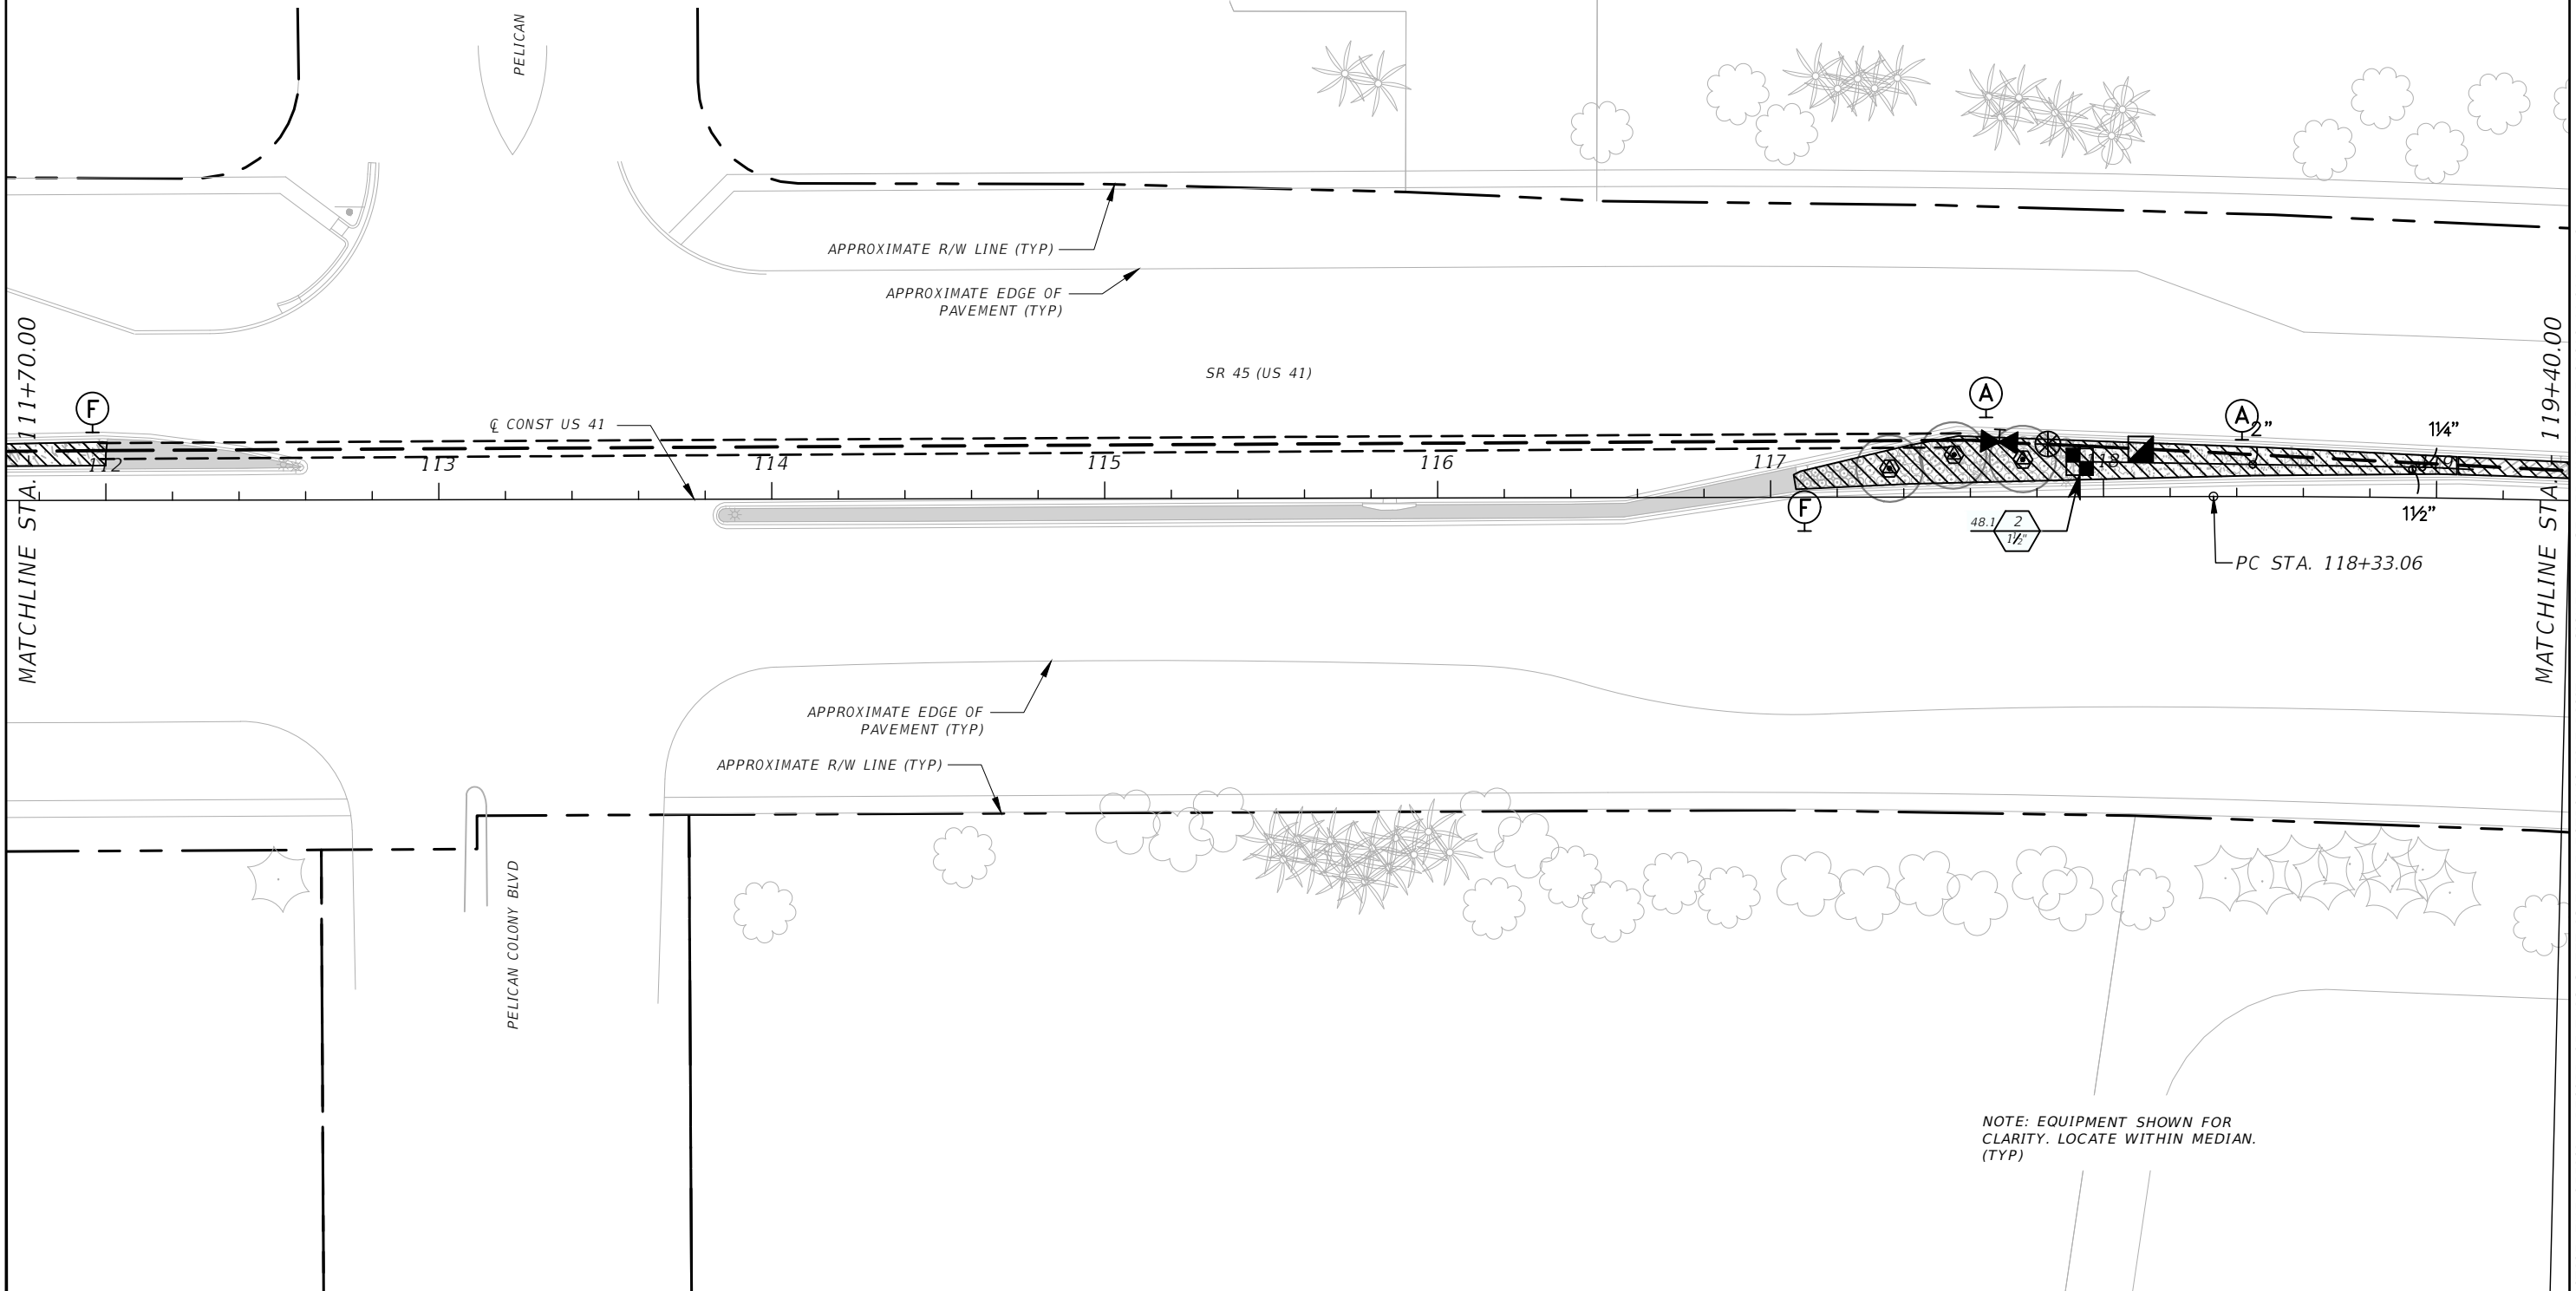 PELICAN
APPROXIMATE R/W LINE (TYP)
APPROXIMATE EDGE OF
PAVEMENT (TYP)
SR 45 (US 41)
MATCHLINE STA. 111+70.00
F
℄ CONST US 41
112
113
114
115
116
117
118
A
A
2"
1¼"
1½"
F
48.1
2
1½"
PC STA. 118+33.06
MATCHLINE STA. 119+40.00
APPROXIMATE EDGE OF
PAVEMENT (TYP)
APPROXIMATE R/W LINE (TYP)
PELICAN COLONY BLVD
NOTE: EQUIPMENT SHOWN FOR
CLARITY. LOCATE WITHIN MEDIAN.
(TYP)